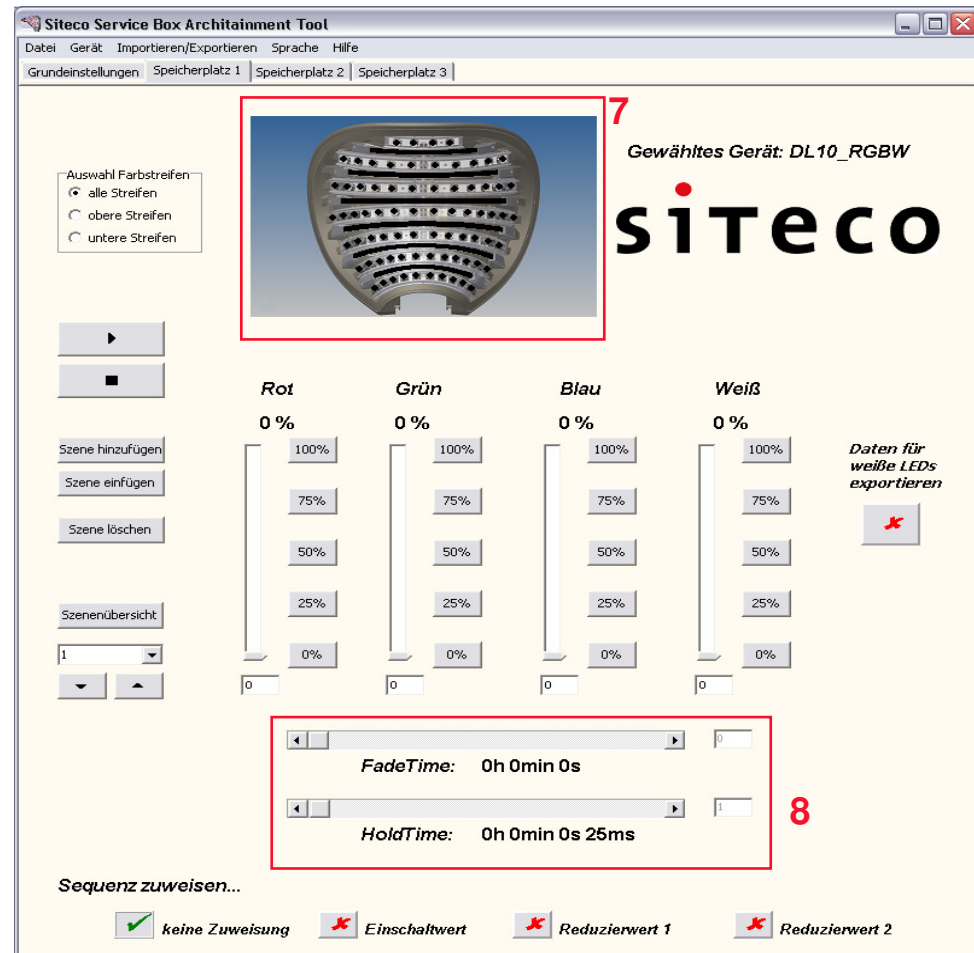 Siteco Service Box Architainment Tool
Datei Gerät Importieren/Exportieren Sprache Hilfe
Grundeinstellungen Speicherplatz 1 Speicherplatz 2 Speicherplatz 3
7
Gewähltes Gerät: DL10_RGBW
siteco
Auswahl Farbstreifen
alle Streifen
obere Streifen
untere Streifen
Rot Grün Blau Weiß
0 % 0 % 0 % 0 %
Szene hinzufügen 100% 100% 100% 100%
Szene einfügen
75% 75% 75% 75%
Szene löschen
50% 50% 50% 50%
Daten für
weiße LEDs
exportieren
Szenenübersicht 25% 25% 25% 25%
1 0% 0% 0% 0%
0 0 0 0
0
FadeTime: 0h 0min 0s
1
HoldTime: 0h 0min 0s 25ms
8
Sequenz zuweisen...
keine Zuweisung Einschaltwert Reduzierwert 1 Reduzierwert 2